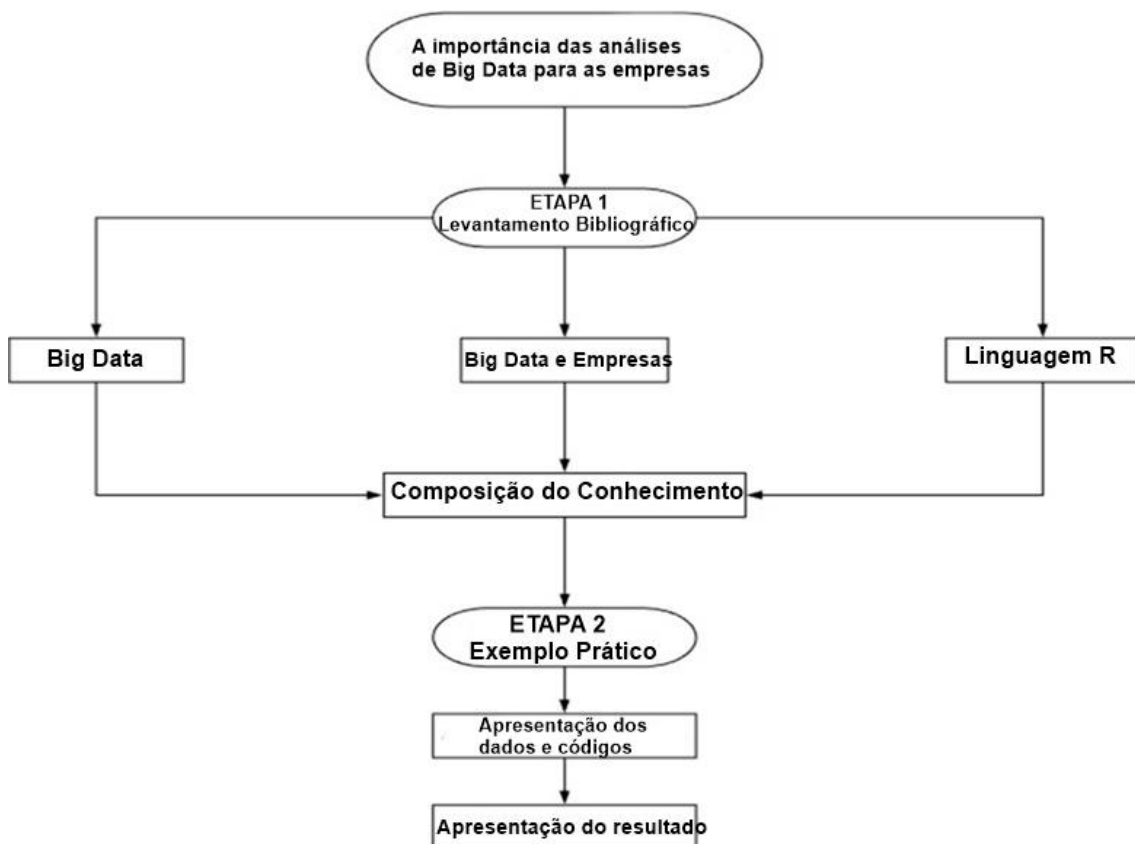 A importância das análises
de Big Data para as empresas
ETAPA 1
Levantamento Bibliográfico
Big Data
Big Data e Empresas
Linguagem R
Composição do Conhecimento
ETAPA 2
Exemplo Prático
Apresentação dos
dados e códigos
Apresentação do resultado